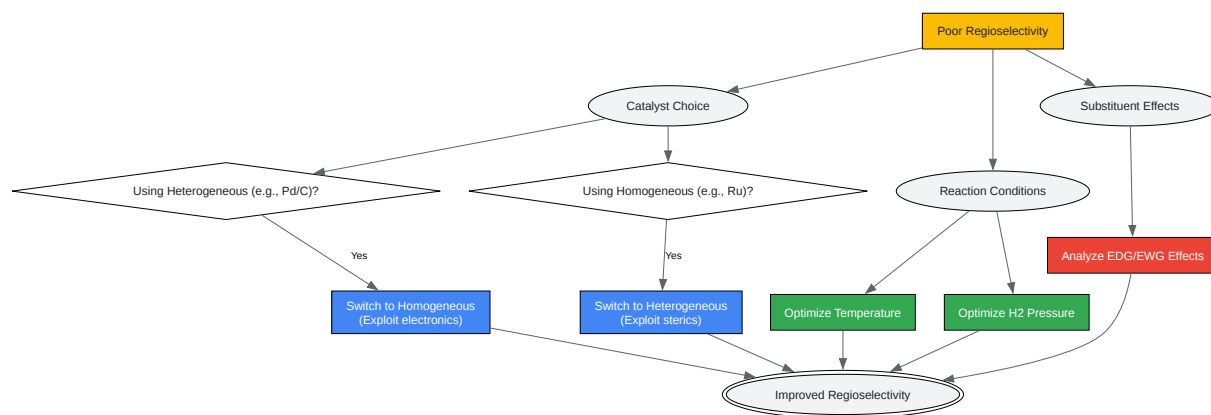 Poor Regioselectivity
Catalyst Choice
Substituent Effects
Using Heterogeneous (e.g., Pd/C)?
Using Homogeneous (e.g., Ru)?
Reaction Conditions
Yes
Yes
Analyze EDG/EWG Effects
Switch to Homogeneous
(Exploit electronics)
Switch to Heterogeneous
(Exploit sterics)
Optimize Temperature
Optimize H2 Pressure
Improved Regioselectivity